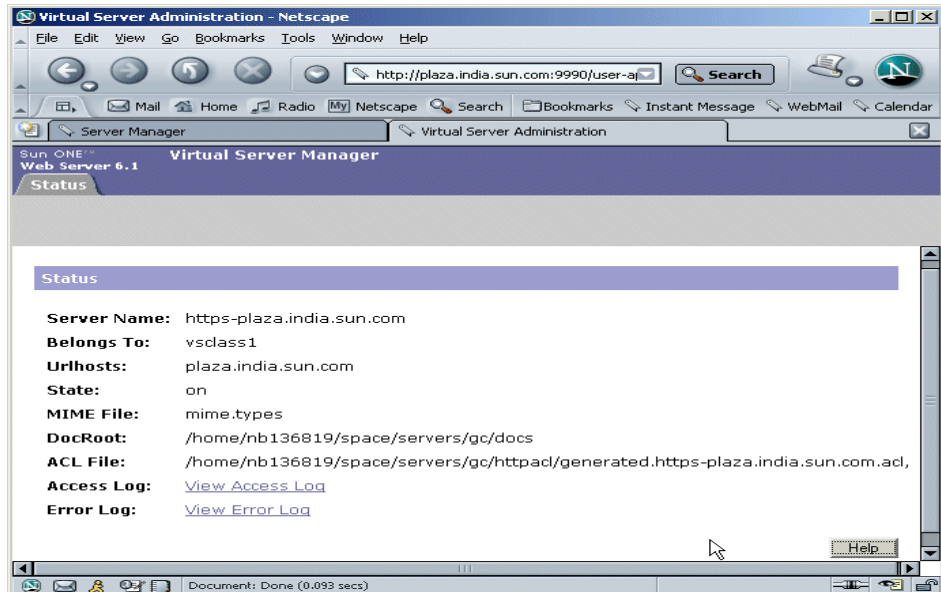 Virtual Server Administration - Netscape
File Edit View Go Bookmarks Tools Window Help
http://plaza.india.sun.com:9990/user-ap Search N
Mail Home Radio My Netscape Search Bookmarks Instant Message WebMail Calendar
Server Manager Virtual Server Administration
Sun ONE™ Virtual Server Manager
Web Server 6.1
Status
Status
Server Name: https-plaza.india.sun.com
Belongs To: vsclass1
Urlhosts: plaza.india.sun.com
State: on
MIME File: mime.types
DocRoot: /home/nb136819/space/servers/gc/docs
ACL File: /home/nb136819/space/servers/gc/httpacl/generated.https-plaza.india.sun.com.acl,
Access Log: View Access Log
Error Log: View Error Log
Help
Document: Done (0.093 secs)